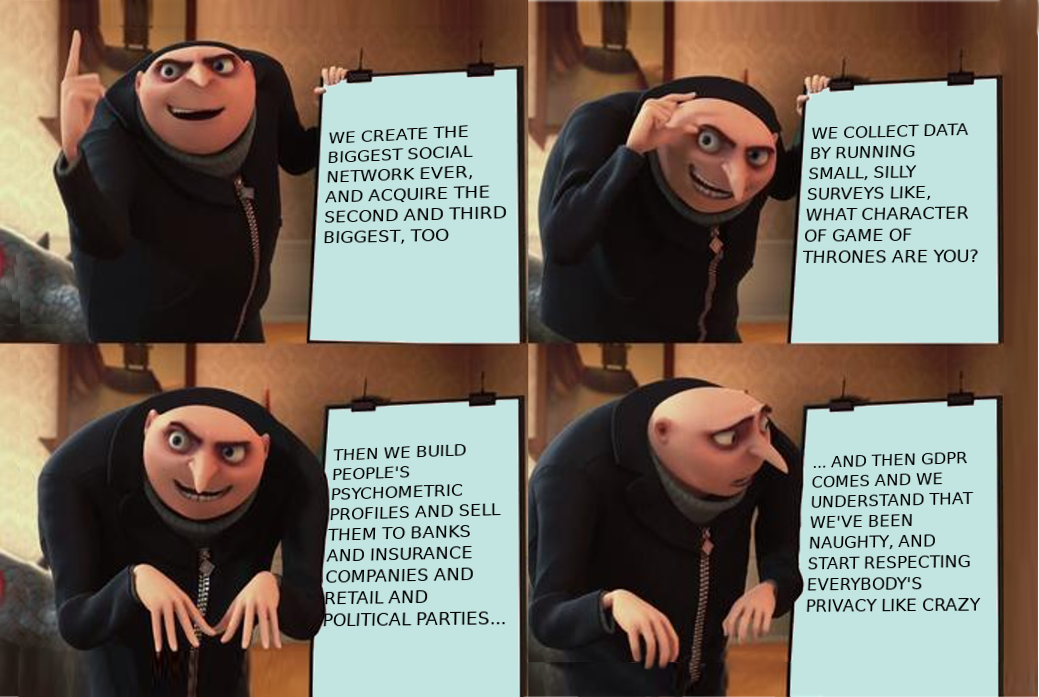 WE CREATE THE
BIGGEST SOCIAL
NETWORK EVER,
AND ACQUIRE THE
SECOND AND THIRD
BIGGEST, TOO
WE COLLECT DATA
BY RUNNING
SMALL, SILLY
SURVEYS LIKE,
WHAT CHARACTER
OF GAME OF
THRONES ARE YOU?
THEN WE BUILD
PEOPLE'S
PSYCHOMETRIC
PROFILES AND SELL
THEM TO BANKS
AND INSURANCE
COMPANIES AND
RETAIL AND
POLITICAL PARTIES...
... AND THEN GDPR
COMES AND WE
UNDERSTAND THAT
WE'VE BEEN
NAUGHTY, AND
START RESPECTING
EVERYBODY'S
PRIVACY LIKE CRAZY